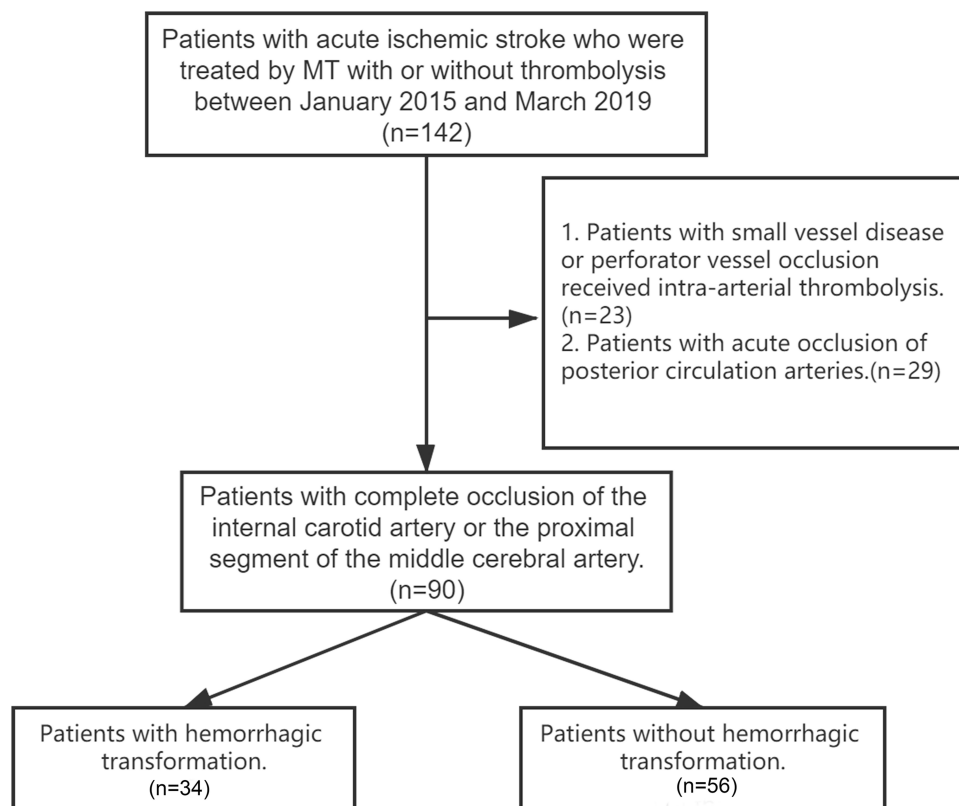 Patients with acute ischemic stroke who were
treated by MT with or without thrombolysis
between January 2015 and March 2019
(n=142)
1. Patients with small vessel disease
or perforator vessel occlusion
received intra-arterial thrombolysis.
(n=23)
2. Patients with acute occlusion of
posterior circulation arteries.(n=29)
Patients with complete occlusion of the
internal carotid artery or the proximal
segment of the middle cerebral artery.
(n=90)
Patients with hemorrhagic
transformation.
(n=34)
Patients without hemorrhagic
transformation.
(n=56)